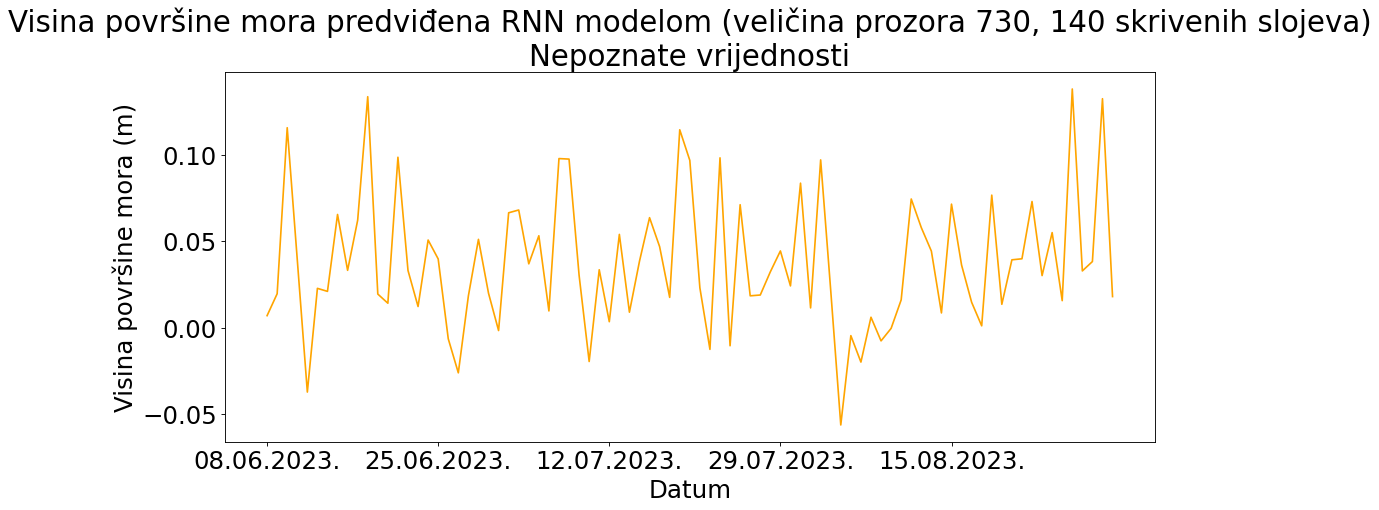 Visina površine mora predviđena RNN modelom (veličina prozora 730, 140 skrivenih slojeva)
Nepoznate vrijednosti
Visina površine mora (m)
0.10
0.05
0.00
−0.05
08.06.2023. 25.06.2023. 12.07.2023. 29.07.2023. 15.08.2023.
Datum